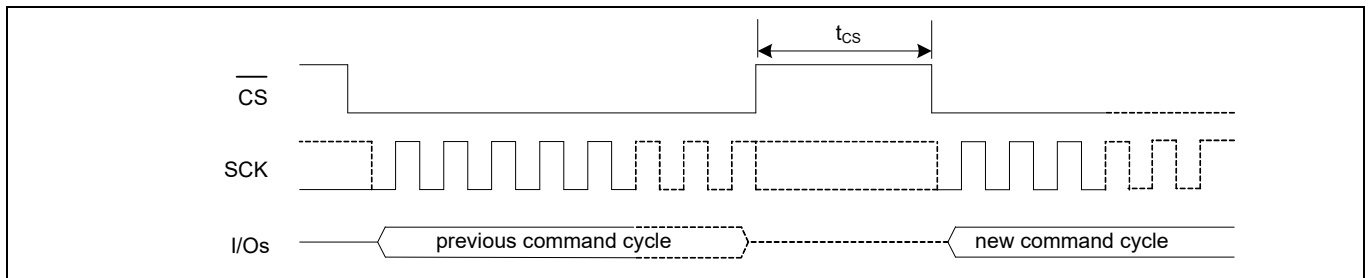 tCS
CS
SCK
I/Os
previous command cycle
new command cycle